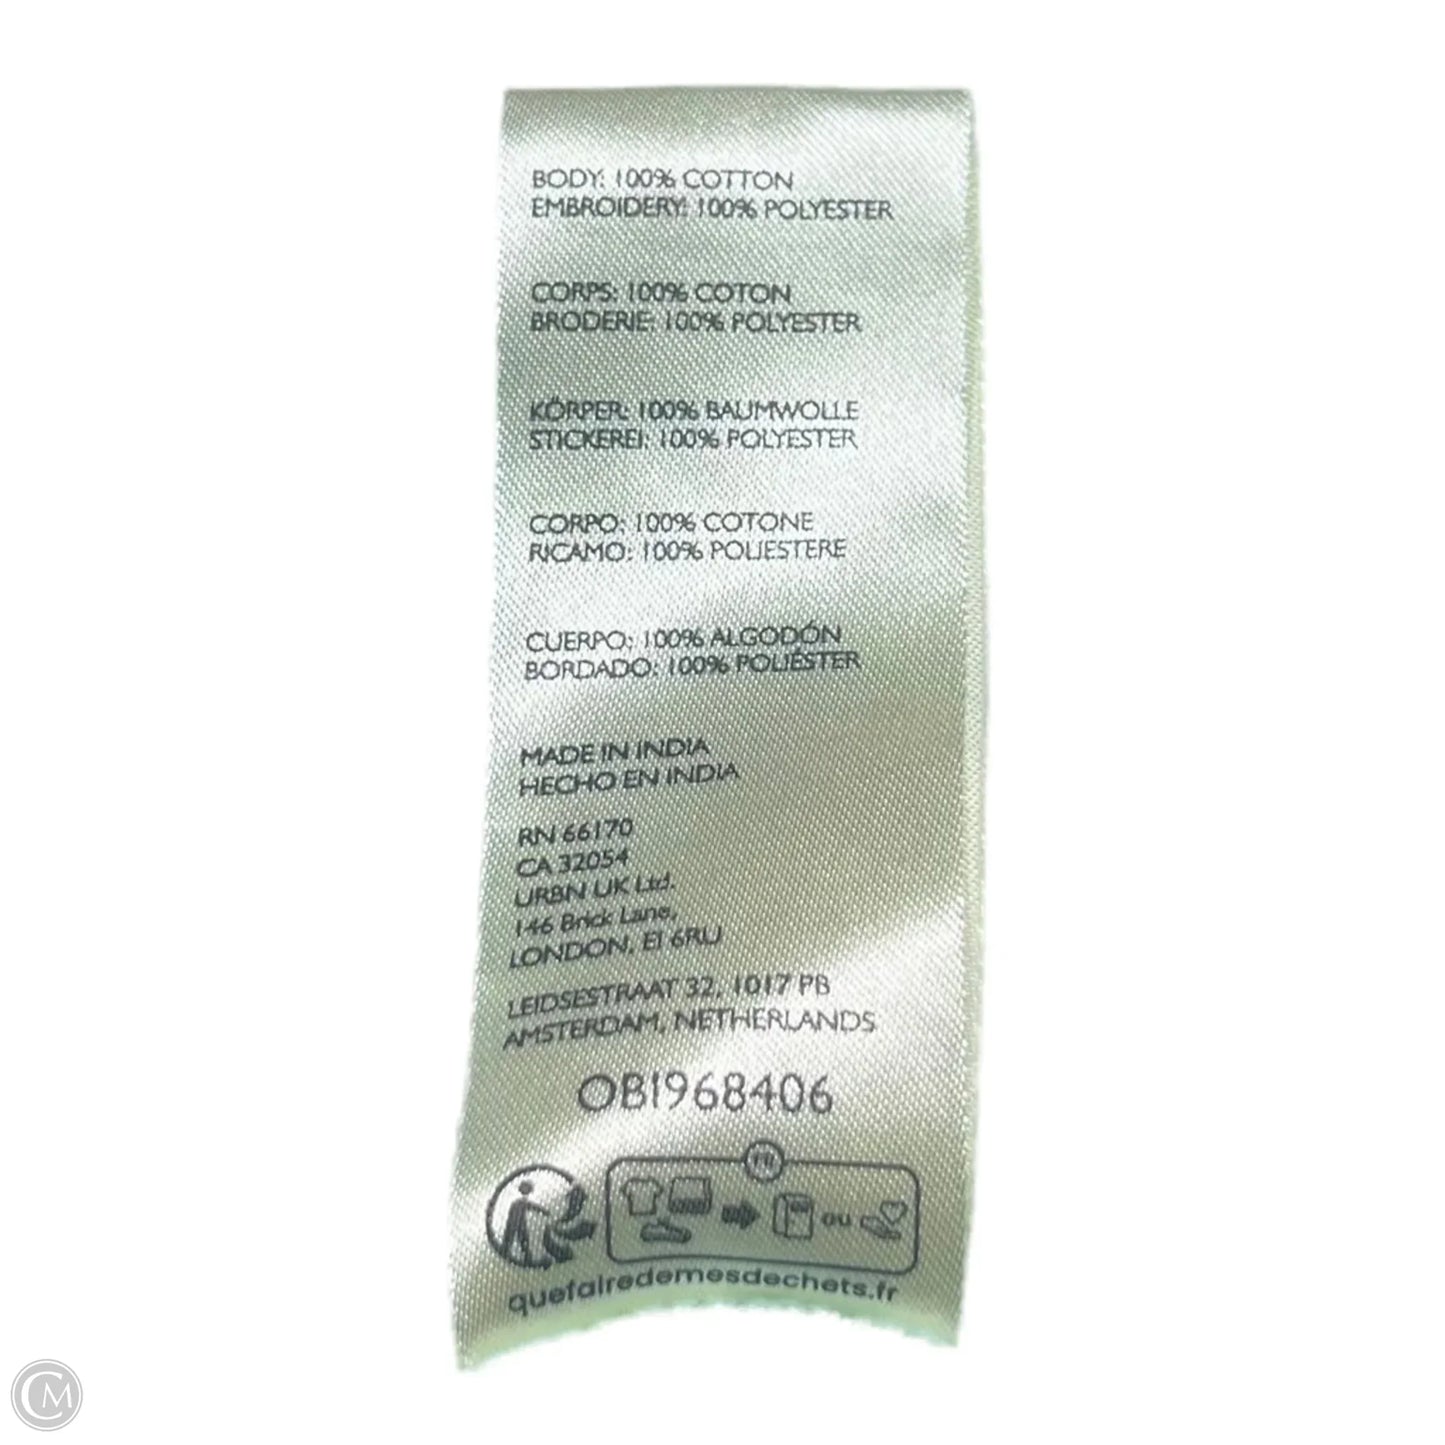 BODY: 100% COTTON
EMBROIDERY: 100% POLYESTER
CORPS: 100% COTON
BRODERIE: 100% POLYESTER
KÖRPER: 100% BAUMWOLLE
STICKEREI: 100% POLYESTER
CORPO: 100% COTONE
RICAMO: 100% POLIESTERE
CUERPO: 100% ALGODÓN
BORDADO: 100% POLIÉSTER
MADE IN INDIA
HECHO EN INDIA
RN 66170
CA 32054
URBN UK Ltd.
146 Brick Lane,
LONDON, E1 6RU
LEIDSESTRAAT 32, 1017 PB
AMSTERDAM, NETHERLANDS
OB1968406
FR
ou
quefairedemesdechets.fr
CM